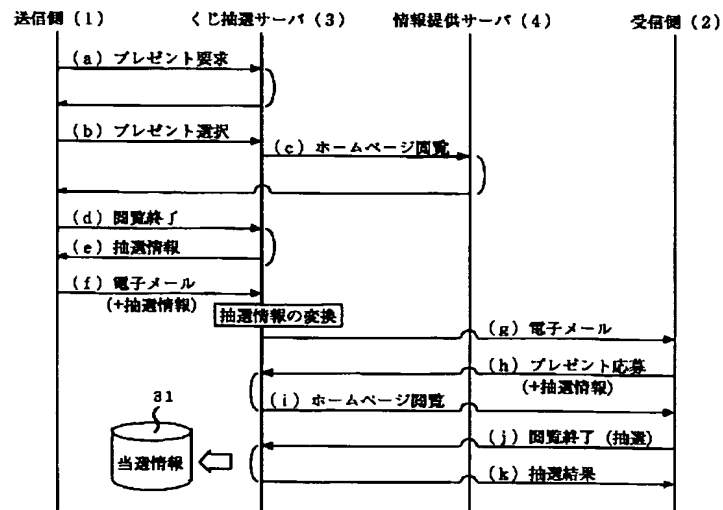 送信側（1） くじ抽選サーバ（3） 情報提供サーバ（4） 受信側（2）
（a）プレゼント要求
（b）プレゼント選択
（c）ホームページ閲覧
（d）閲覧終了
（e）抽選情報
（f）電子メール
（+抽選情報）
抽選情報の変換
（g）電子メール
（h）プレゼント応募
（+抽選情報）
（i）ホームページ閲覧
31
（j）閲覧終了（抽選）
当選情報
（k）抽選結果